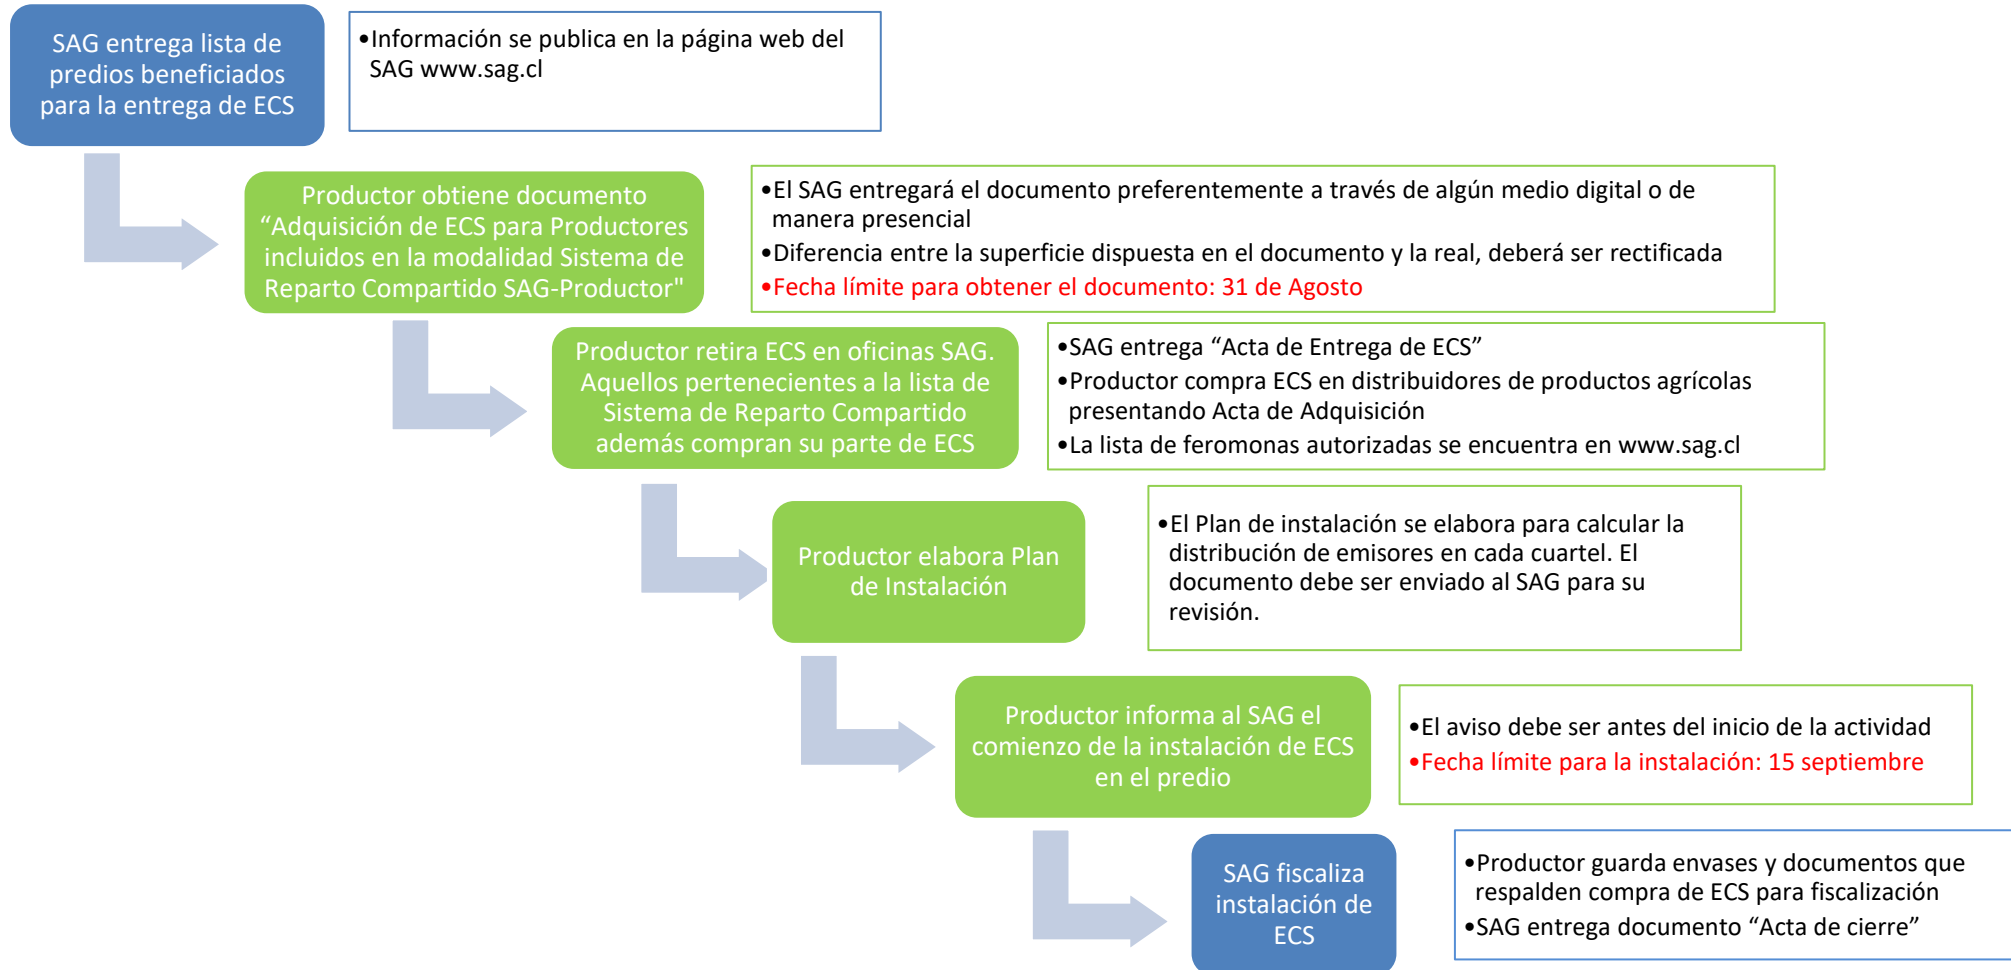 SAG entrega lista de
predios beneficiados
para la entrega de ECS
•Información se publica en la página web del
SAG www.sag.cl
Productor obtiene documento
“Adquisición de ECS para Productores
incluidos en la modalidad Sistema de
Reparto Compartido SAG-Productor"
•El SAG entregará el documento preferentemente a través de algún medio digital o de
manera presencial
•Diferencia entre la superficie dispuesta en el documento y la real, deberá ser rectificada
•Fecha límite para obtener el documento: 31 de Agosto
Productor retira ECS en oficinas SAG.
Aquellos pertenecientes a la lista de
Sistema de Reparto Compartido
además compran su parte de ECS
•SAG entrega “Acta de Entrega de ECS”
•Productor compra ECS en distribuidores de productos agrícolas
presentando Acta de Adquisición
•La lista de feromonas autorizadas se encuentra en www.sag.cl
Productor elabora Plan
de Instalación
•El Plan de instalación se elabora para calcular la
distribución de emisores en cada cuartel. El
documento debe ser enviado al SAG para su
revisión.
Productor informa al SAG el
comienzo de la instalación de ECS
en el predio
•El aviso debe ser antes del inicio de la actividad
•Fecha límite para la instalación: 15 septiembre
SAG fiscaliza
instalación de
ECS
•Productor guarda envases y documentos que
respalden compra de ECS para fiscalización
•SAG entrega documento “Acta de cierre”